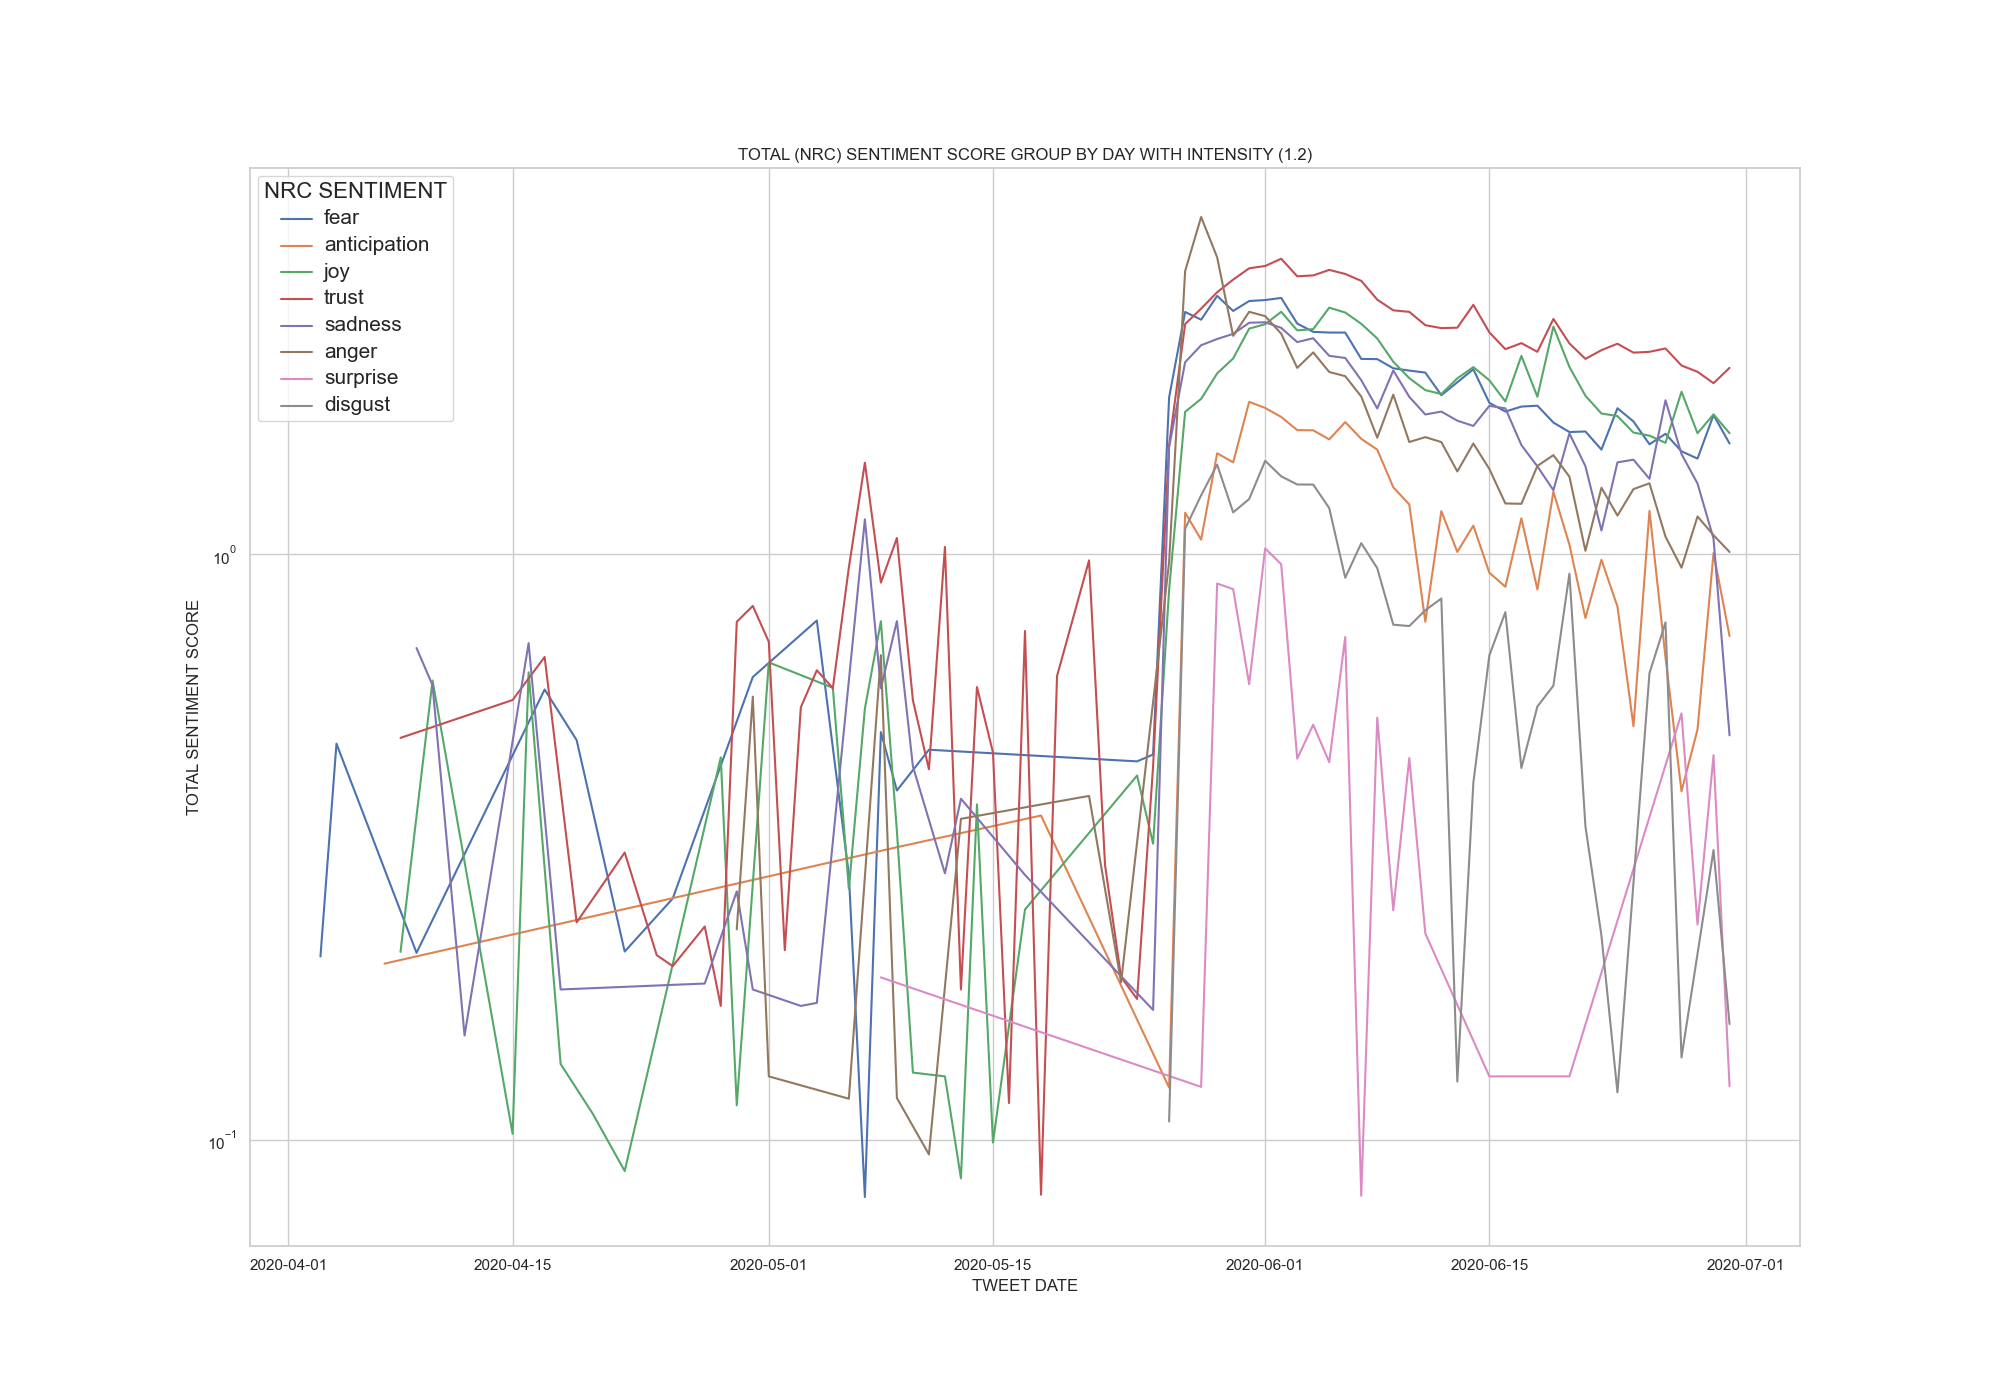 TOTAL (NRC) SENTIMENT SCORE GROUP BY DAY WITH INTENSITY (1.2)
NRC SENTIMENT
fear
anticipation
joy
trust
sadness
anger
surprise
disgust
TOTAL SENTIMENT SCORE
10⁰
10⁻¹
2020-04-01 2020-04-15 2020-05-01 2020-05-15 2020-06-01 2020-06-15 2020-07-01
TWEET DATE